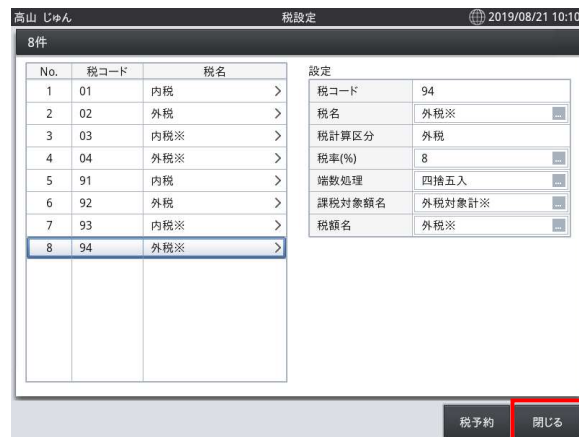 高山 じゅん 税設定 2019/08/21 10:10
8件
No. 税コード 税名
1 01 内税
2 02 外税
3 03 内税※
4 04 外税※
5 91 内税
6 92 外税
7 93 内税※
8 94 外税※
設定
税コード 94
税名 外税※ ...
税計算区分 外税
税率(%) 8 ...
端数処理 四捨五入 ...
課税対象額名 外税対象計※ ...
税額名 外税※ ...
税予約 閉じる